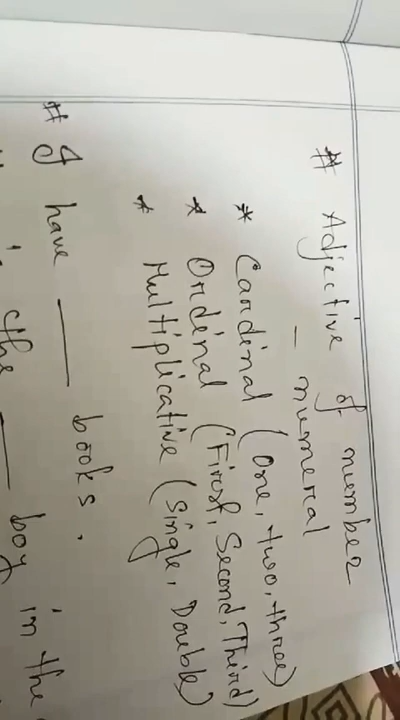 # Adjective of number
– numeral
* Cardinal (One, two, three)
* Ordinal (First, Second, Third)
* Multiplicative (Single, Double)
# I have ___ books.
the ___ boy in the